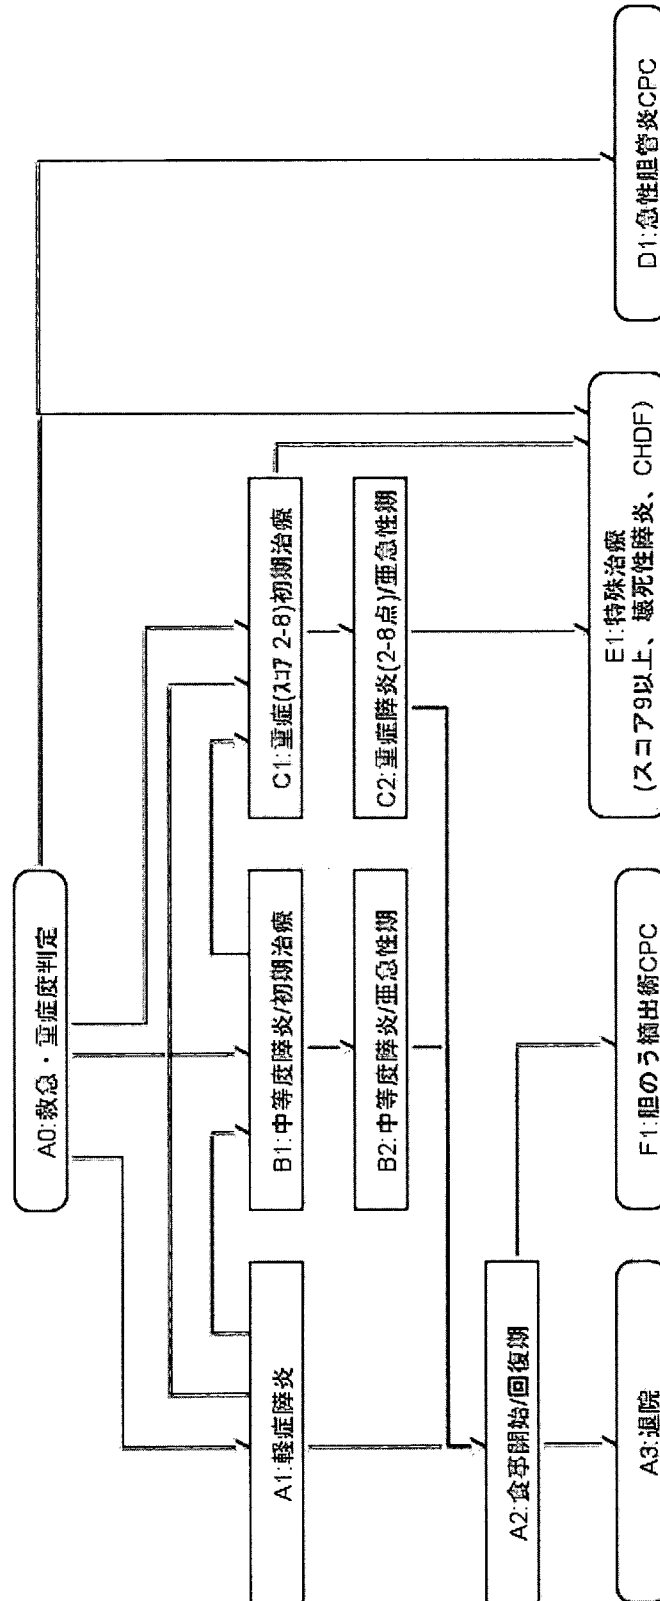 A0:救急・重症度判定
A1:軽症膵炎
B1:中等度膵炎/初期治療
C1:重症(スコア 2-8)初期治療
B2:中等度膵炎/亜急性期
C2:重症膵炎(2-8点)/亜急性期
A2:食事開始/回復期
A3:退院
F1:胆のう摘出術CPC
E1:特殊治療
(スコア9以上、壊死性膵炎、CHDF)
D1:急性胆管炎CPC